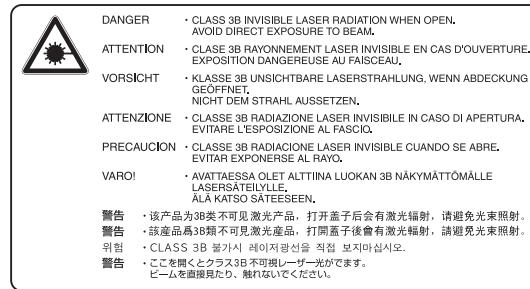 DANGER ・CLASS 3B INVISIBLE LASER RADIATION WHEN OPEN.
AVOID DIRECT EXPOSURE TO BEAM.
ATTENTION ・CLASE 3B RAYONNEMENT LASER INVISIBLE EN CAS D'OUVERTURE.
EXPOSITION DANGEREUSE AU FAISCEAU.
VORSICHT ・KLASSE 3B UNSICHTBARE LASERSTRAHLUNG, WENN ABDECKUNG
GEÖFFNET.
NICHT DEM STRAHL AUSSETZEN.
ATTENZIONE ・CLASSE 3B RADIAZIONE LASER INVISIBILE IN CASO DI APERTURA.
EVITARE L'ESPOSIZIONE AL FASCIO.
PRECAUCION ・CLASSE 3B RADIACIONE LASER INVISIBLE CUANDO SE ABRE.
EVITAR EXPONERSE AL RAYO.
VARO! ・AVATTAESSA OLET ALTTIINA LUOKAN 3B NÄKYMÄTTÖMÄLLE
LASERSÄTEILYLLE.
ÄLÄ KATSO SÄTEESEEN.
警告 ・该产品为3B类不可见激光产品，打开盖子后会有激光辐射，请避免光束照射。
警告 ・該産品爲3B類不可見激光産品，打開蓋子後會有激光輻射，請避免光束照射。
위험 ・CLASS 3B 불가시 레이저광선을 직접 보지마십시오.
警告 ・ここを開くとクラス3B不可視レーザー光がでます。
ビームを直接見たり、触れないでください。